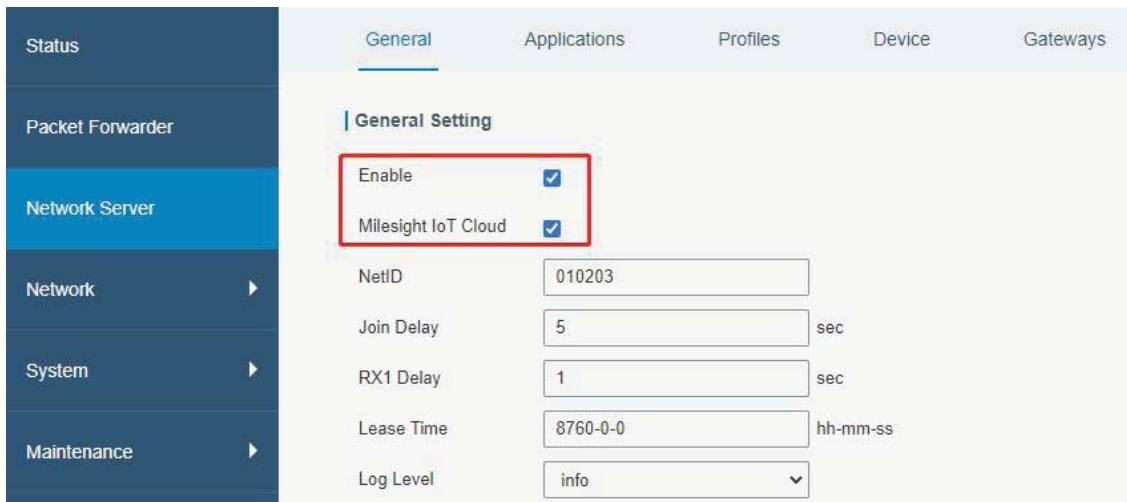 Status
Packet Forwarder
Network Server
Network
System
Maintenance
General Applications Profiles Device Gateways
General Setting
Enable
Milesight IoT Cloud
NetID 010203
Join Delay 5 sec
RX1 Delay 1 sec
Lease Time 8760-0-0 hh-mm-ss
Log Level info